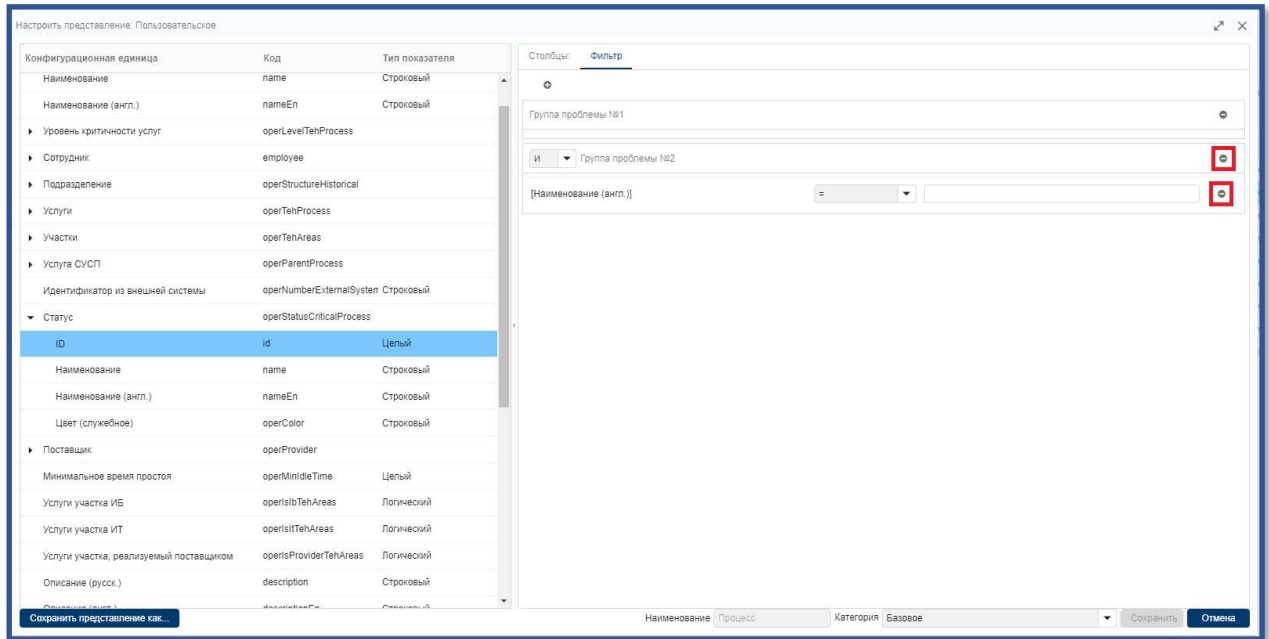 Настроить представление: Пользовательское
Конфигурационная единица Код Тип показателя
Наименование name Строковый
Наименование (англ.) nameEn Строковый
Уровень критичности услуг operLevelTehProcess
Сотрудник employee
Подразделение operStructureHistorical
Услуги operTehProcess
Участки operTehAreas
Услуга СУСП operParentProcess
Идентификатор из внешней системы operNumberExternalSystem Строковый
Статус operStatusCriticalProcess
ID id Целый
Наименование name Строковый
Наименование (англ.) nameEn Строковый
Цвет (служебное) operColor Строковый
Поставщик operProvider
Минимальное время простоя operMinIdleTime Целый
Услуги участка ИБ operIsIbTehAreas Логический
Услуги участка ИТ operIsItTehAreas Логический
Услуги участка, реализуемый поставщиком operIsProviderTehAreas Логический
Описание (русск.) description Строковый
Описание (англ.) descriptionEn Строковый
Столбцы: Фильтр
Группа проблемы №1
И Группа проблемы №2
[Наименование (англ.)] =
Сохранить представление как... Наименование Процесс Категория Базовое Сохранить Отмена